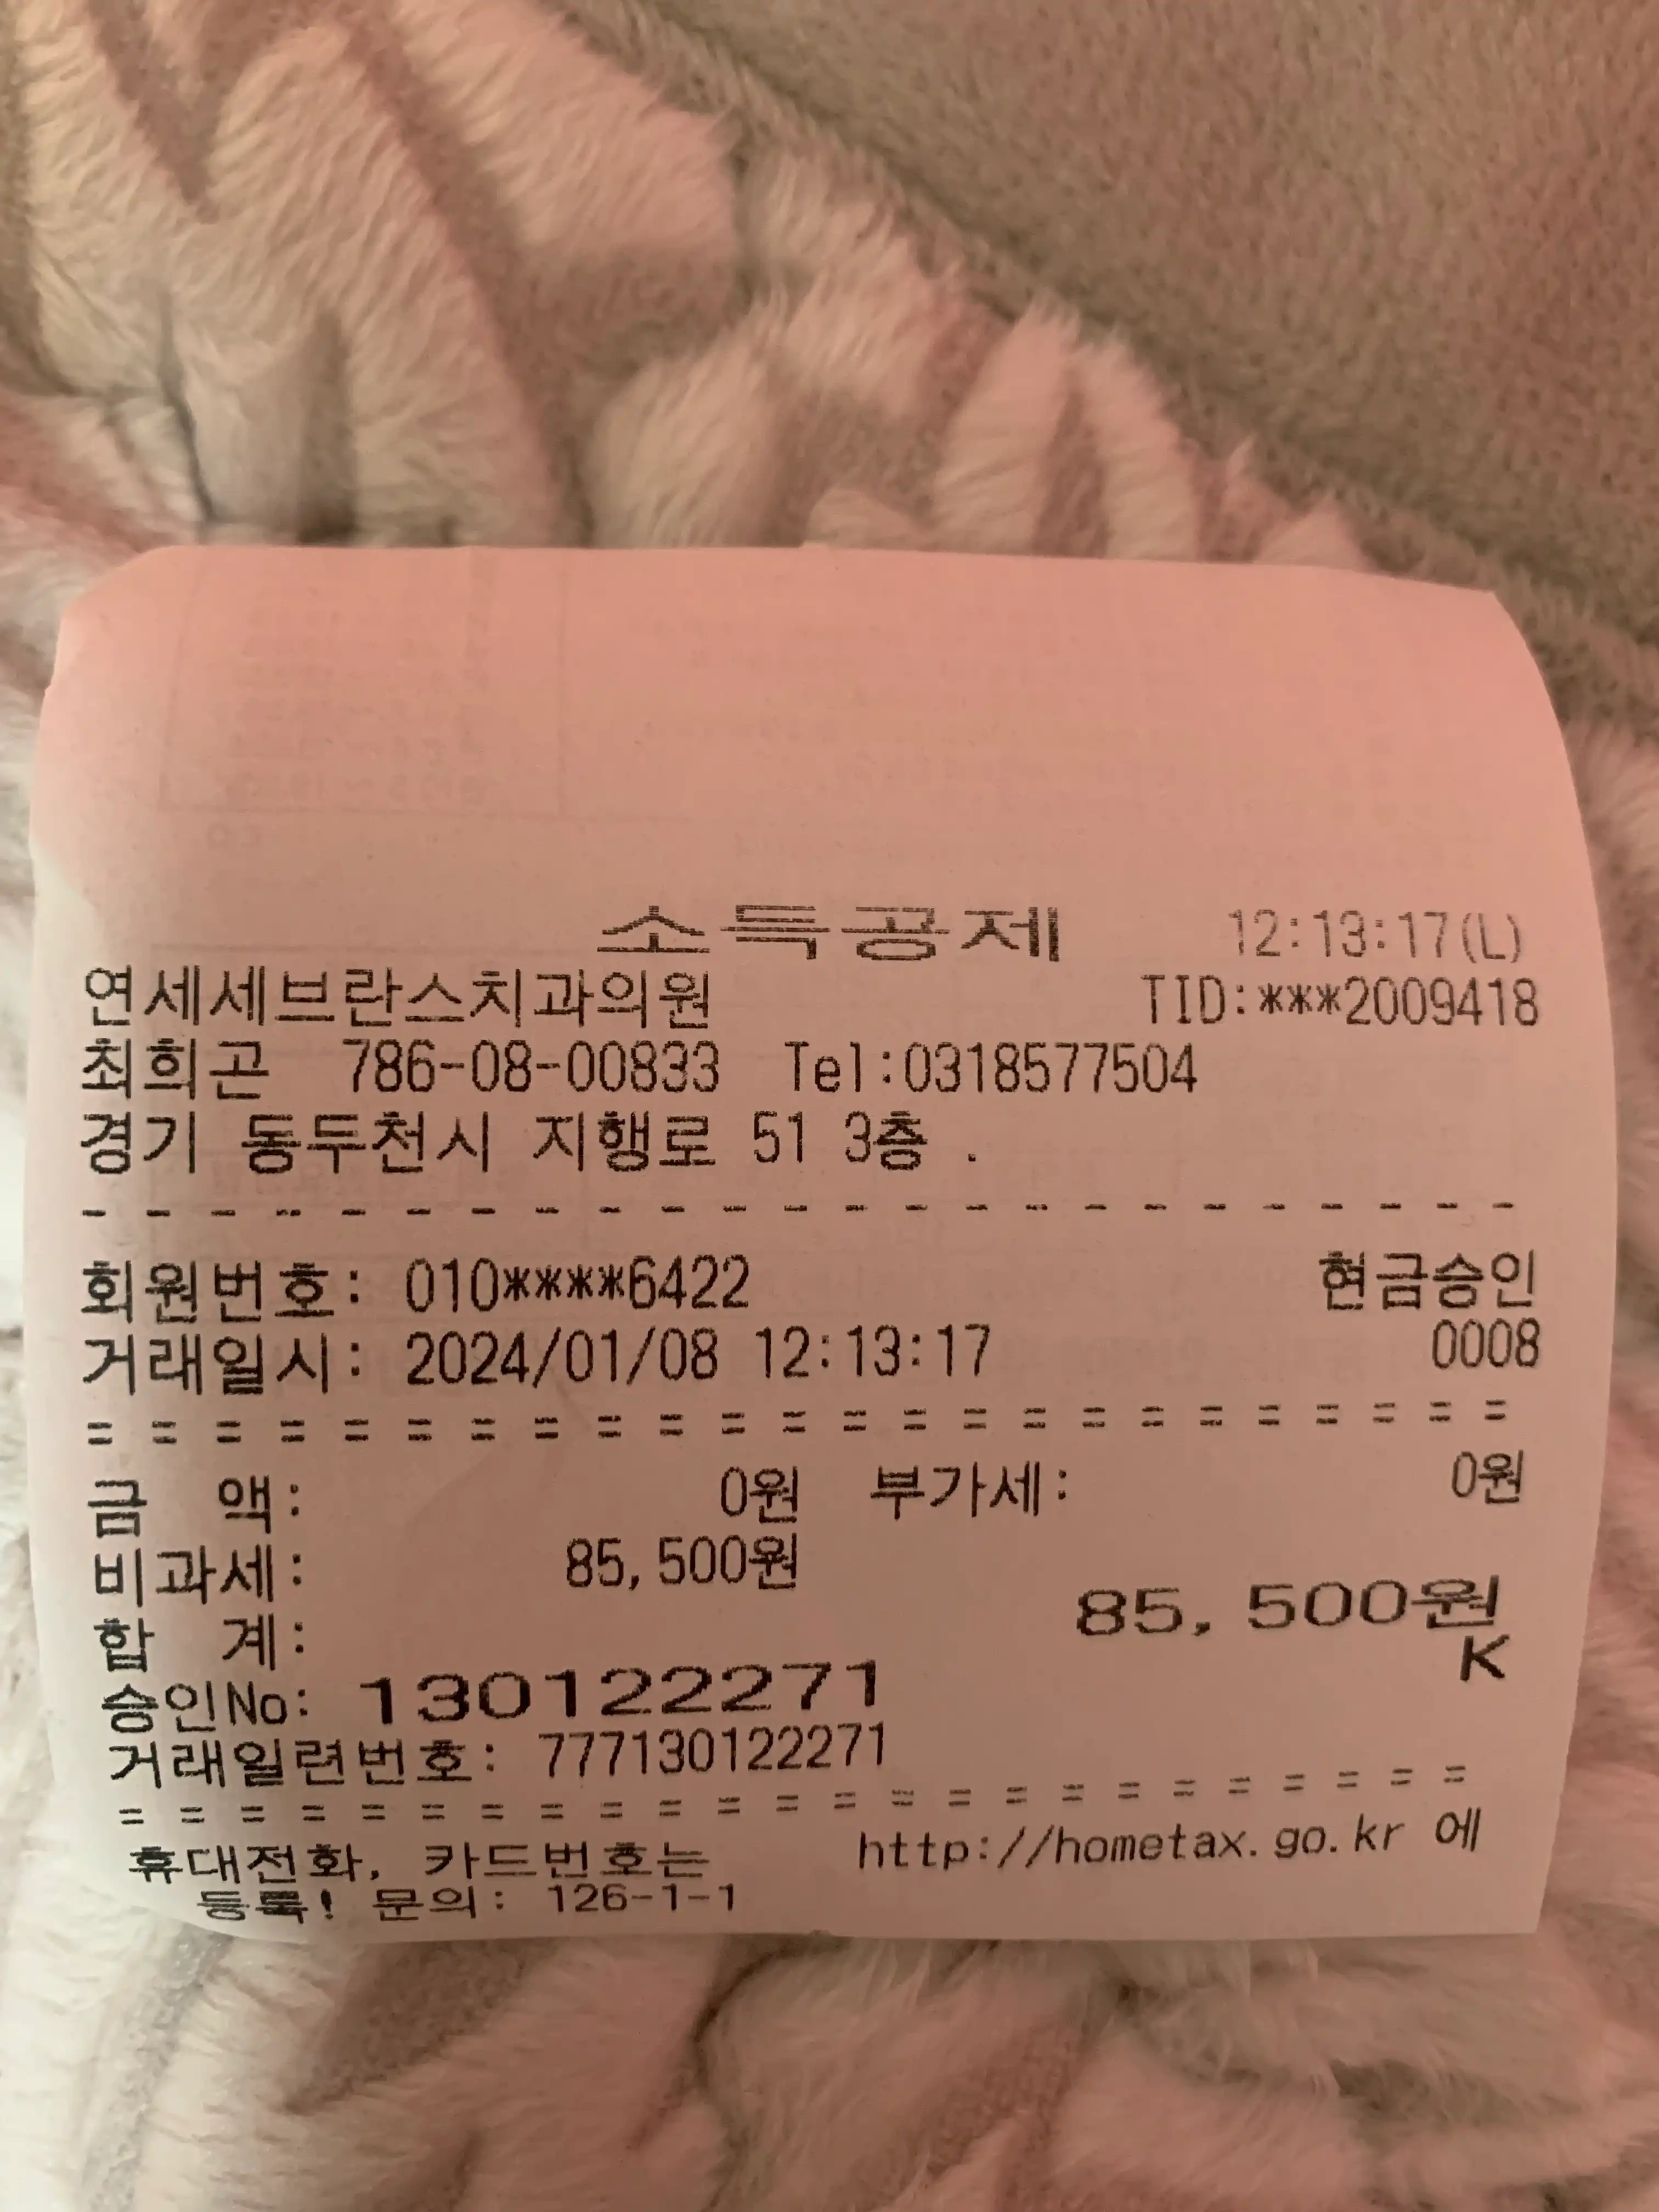 소득공제 12:13:17(L)
연세세브란스치과의원 TID:***2009418
최희곤 786-08-00833 Tel:0318577504
경기 동두천시 지행로 51 3층 .
회원번호: 010****6422 현금승인
거래일시: 2024/01/08 12:13:17 0008
금 액: 0원 부가세: 0원
비과세: 85,500원
합 계: 85,500원
K
승인No: 130122271
거래일련번호: 777130122271
휴대전화, 카드번호는 http://hometax.go.kr 에
등록! 문의: 126-1-1